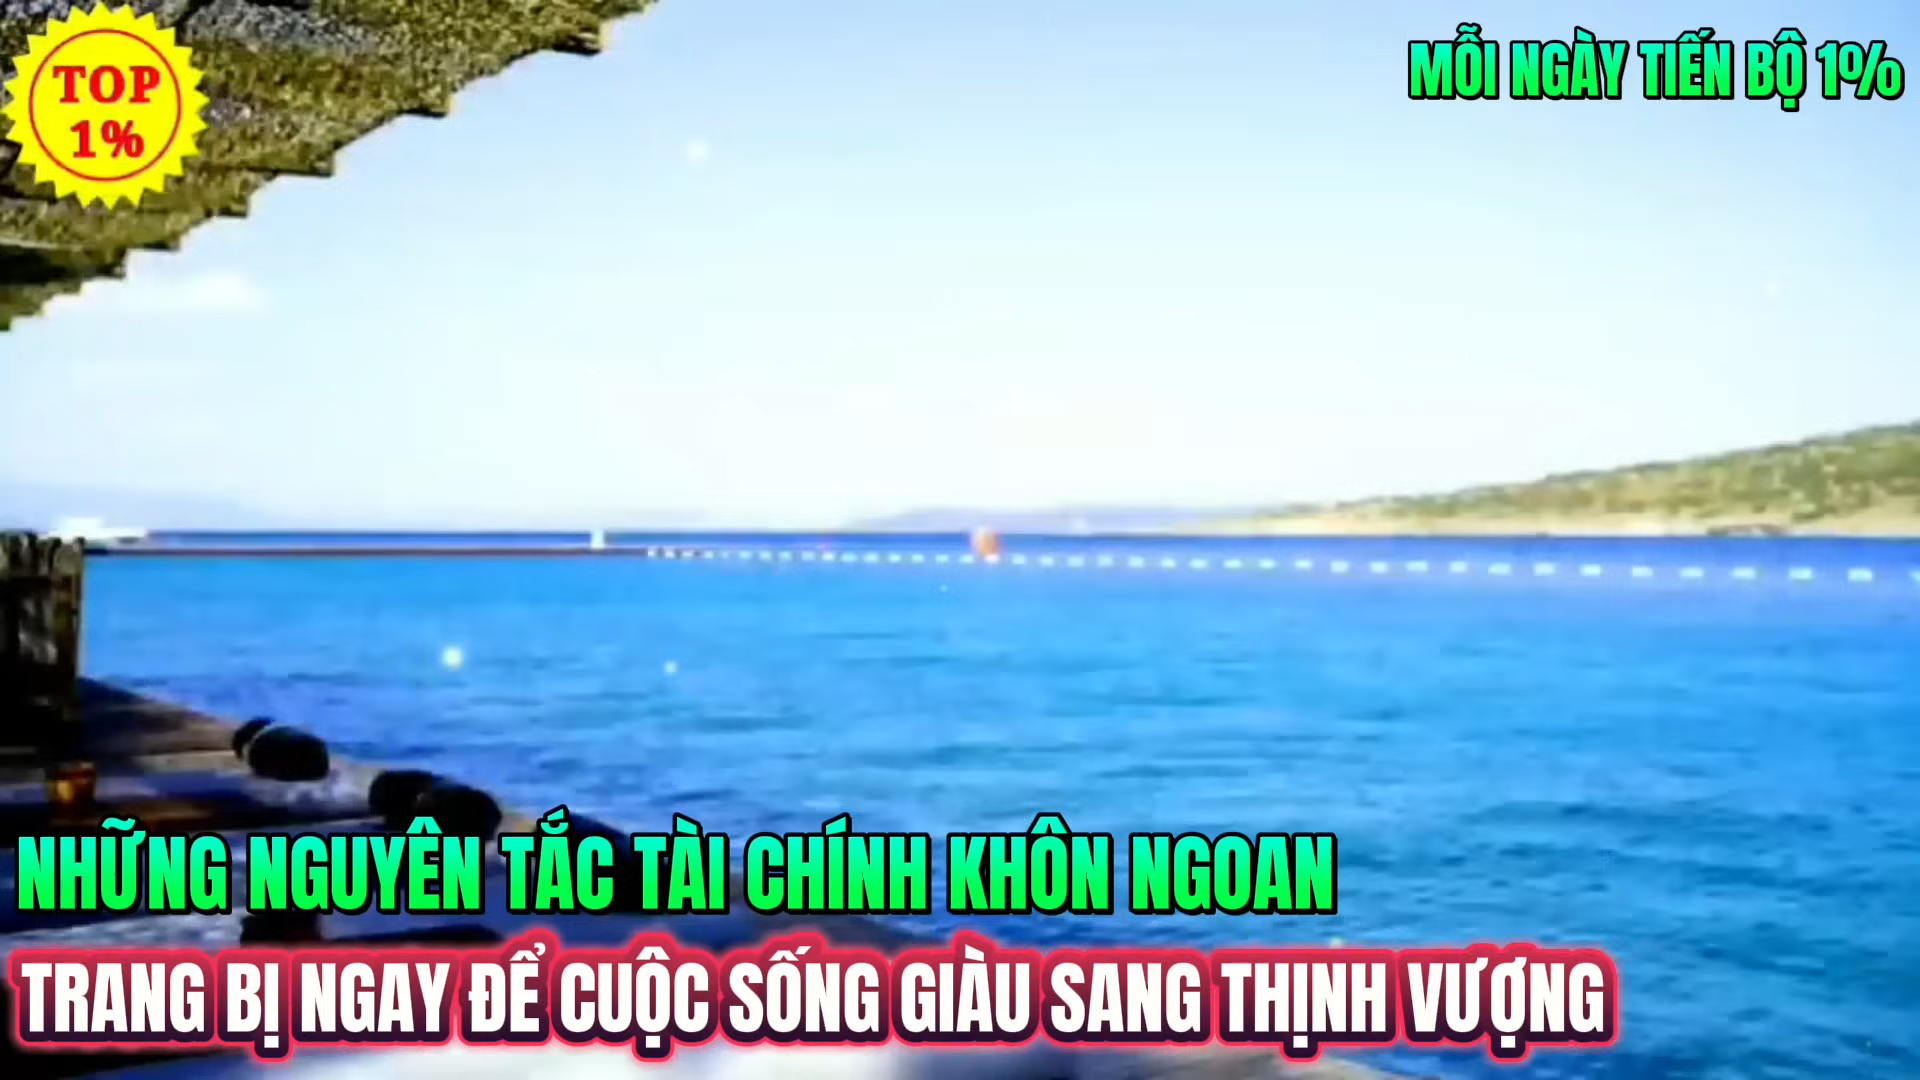 TOP
1%
MỖI NGÀY TIẾN BỘ 1%
NHỮNG NGUYÊN TẮC TÀI CHÍNH KHÔN NGOAN
TRANG BỊ NGAY ĐỂ CUỘC SỐNG GIÀU SANG THỊNH VƯỢNG